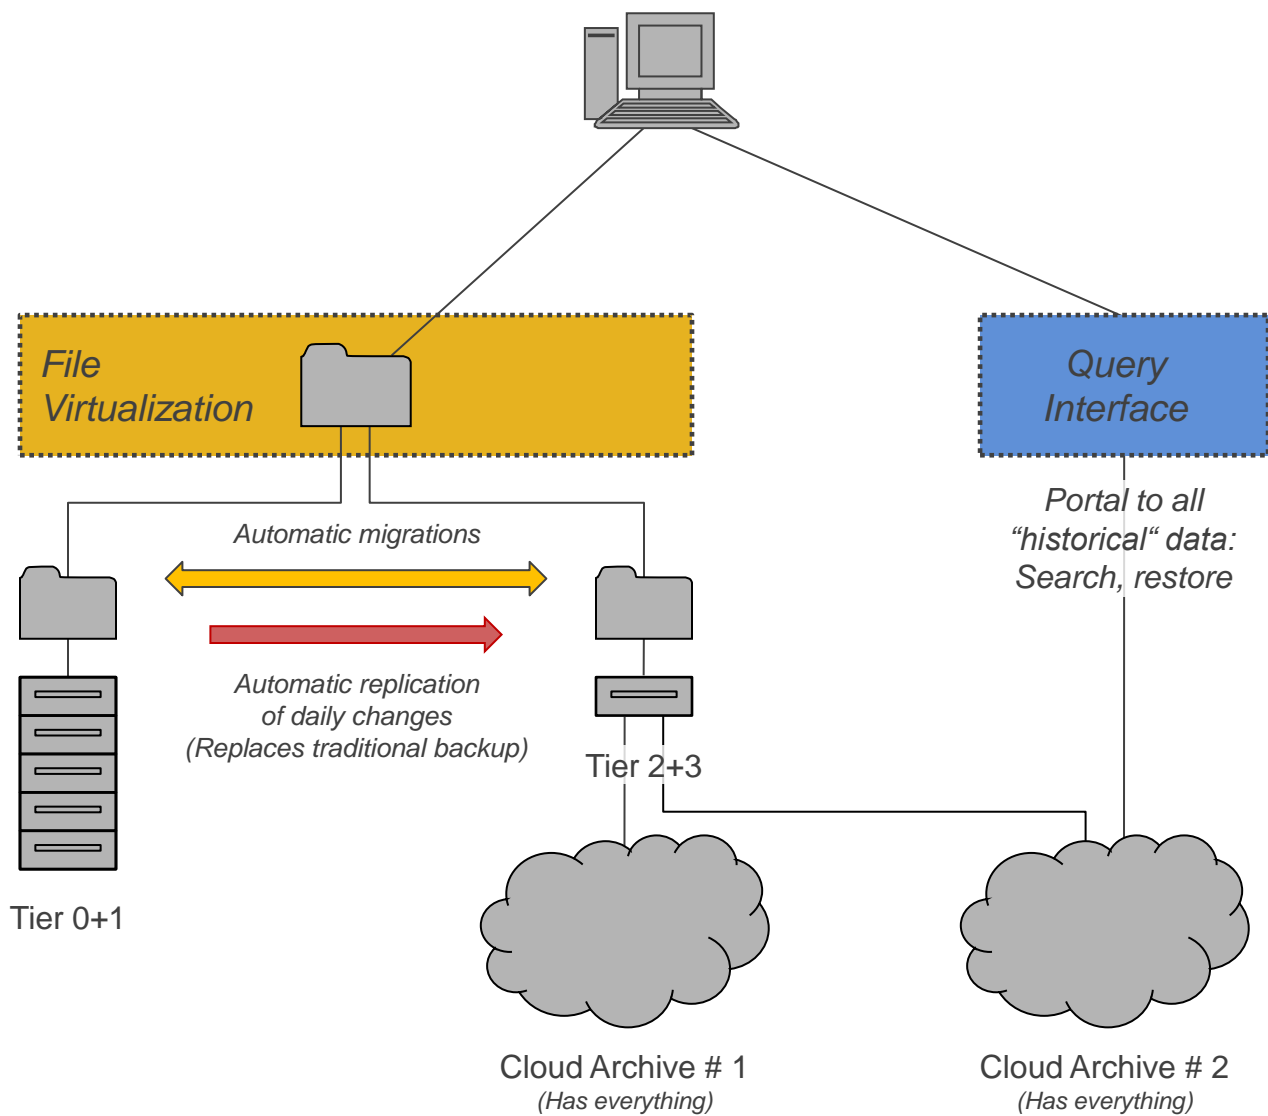 File
Virtualization
Query
Interface
Automatic migrations
Portal to all
“historical“ data:
Search, restore
Automatic replication
of daily changes
(Replaces traditional backup)
Tier 2+3
Tier 0+1
Cloud Archive # 1
(Has everything)
Cloud Archive # 2
(Has everything)